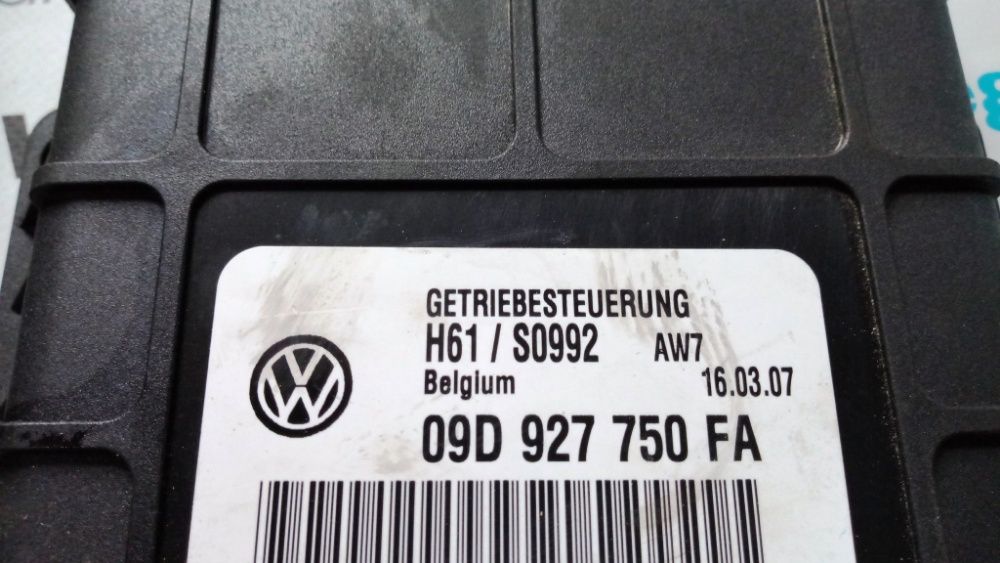 GETRIEBESTEUERUNG
H61 / S0992 AW7
Belgium 16.03.07
09D 927 750 FA